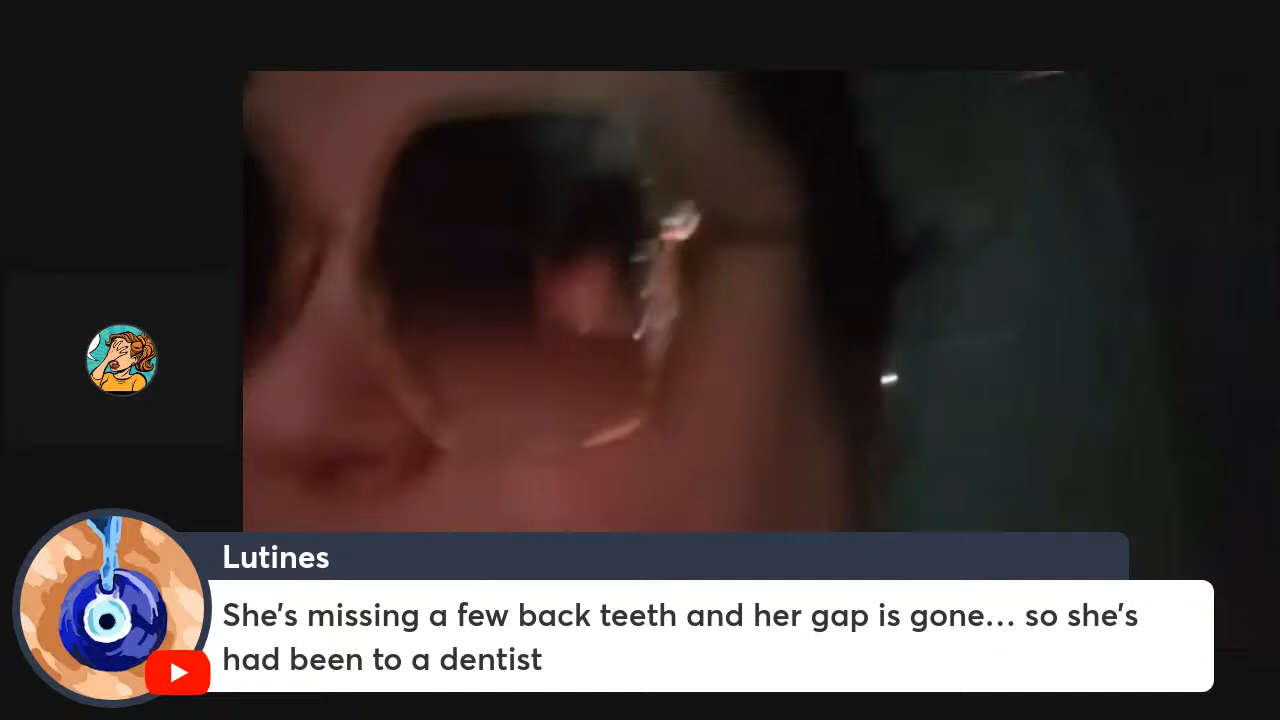 Lutines
She's missing a few back teeth and her gap is gone... so she's
had been to a dentist